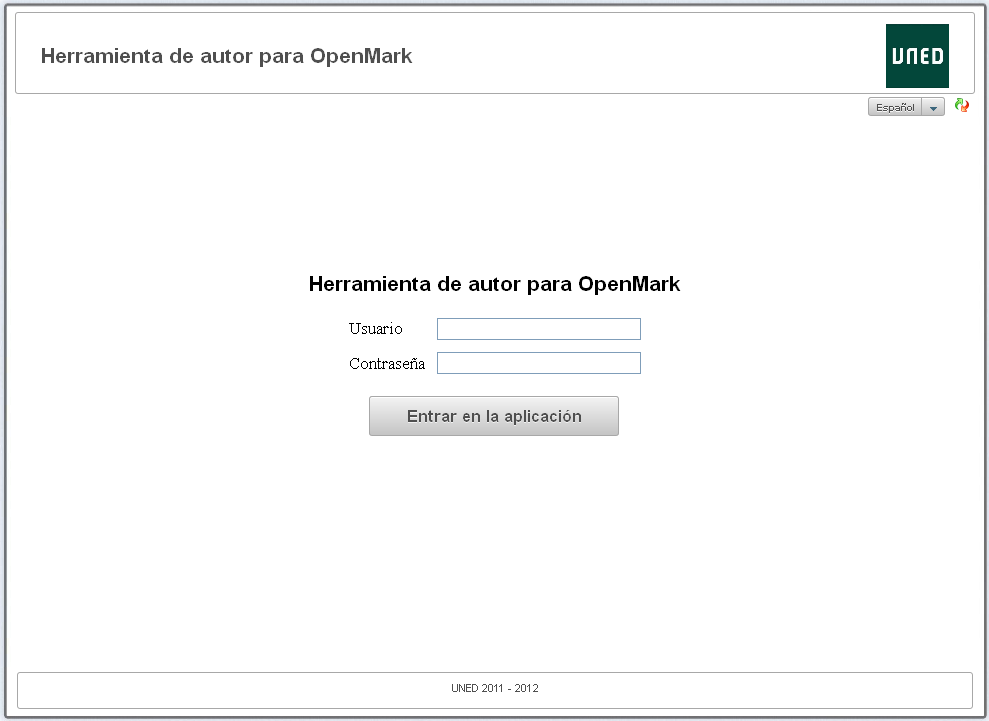 Herramienta de autor para OpenMark
UNED
Español
Herramienta de autor para OpenMark
Usuario
Contraseña
Entrar en la aplicación
UNED 2011 - 2012